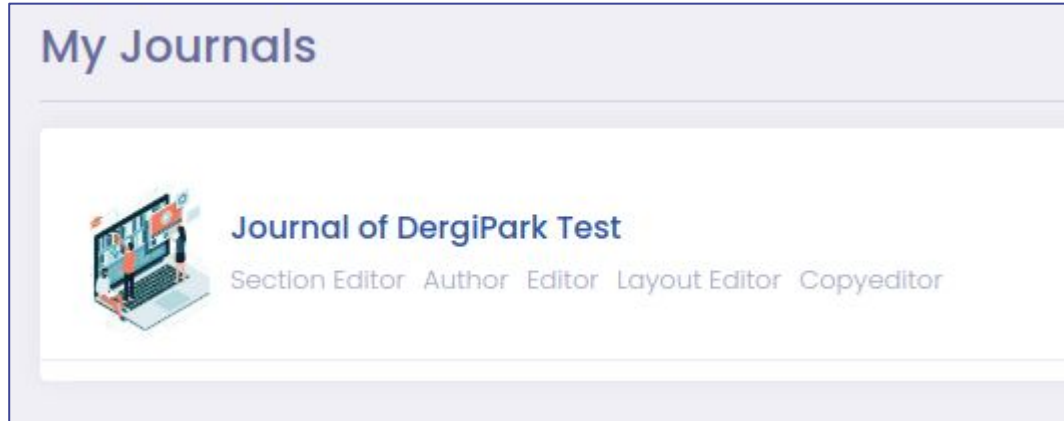 My Journals
Journal of DergiPark Test
Section Editor Author Editor Layout Editor Copyeditor